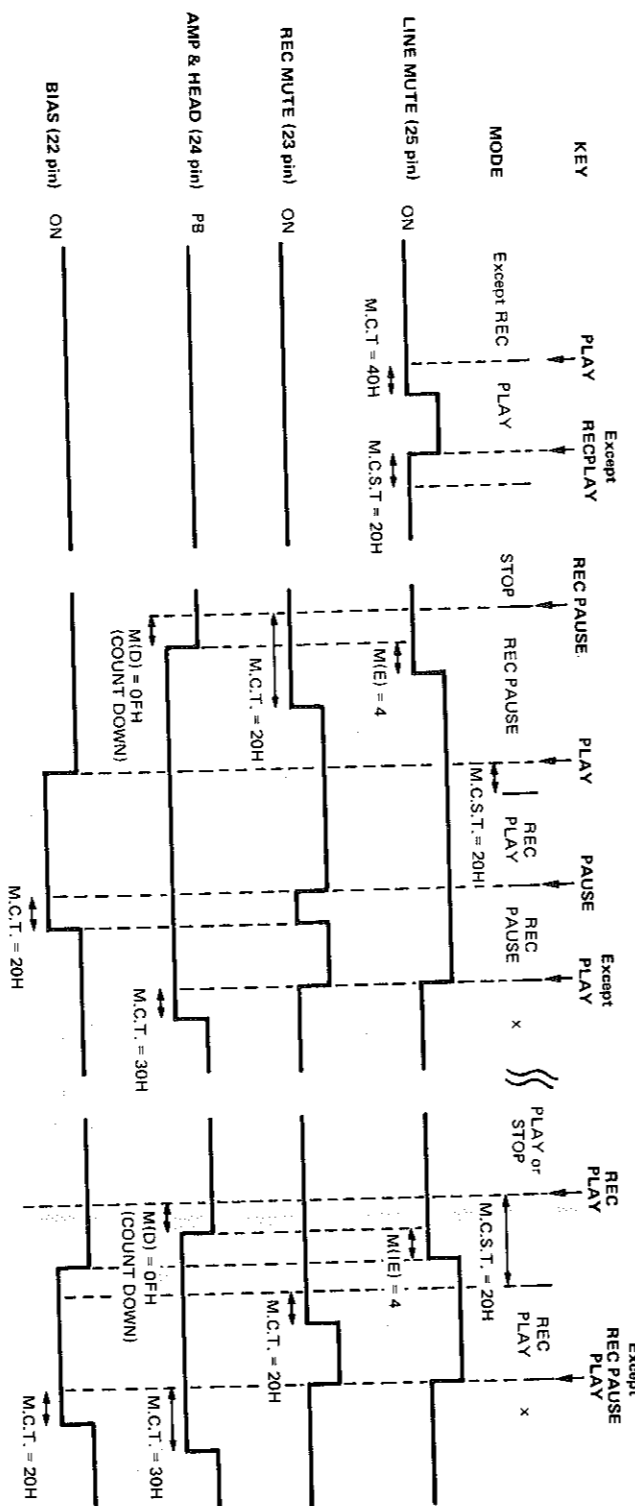 KEY
PLAY
Except
RECPLAY
REC PAUSE.
PLAY
PAUSE
Except
PLAY
REC
PLAY
Except
REC PAUSE
PLAY
MODE
Except REC
PLAY
STOP
REC PAUSE
REC
PLAY
REC
PAUSE
×
PLAY or
STOP
REC
PLAY
×
LINE MUTE (25 pin)
ON
M.C.T = 40H
M.C.S.T = 20H
M(E) = 4
M.C.S.T. = 20H
M(IE) = 4
M.C.S.T. = 20H
REC MUTE (23 pin)
ON
M.C.T. = 20H
M.C.T. = 20H
AMP & HEAD (24 pin)
PB
M(D) = 0FH
(COUNT DOWN)
M.C.T. = 30H
M(D) = 0FH
(COUNT DOWN)
M.C.T. = 30H
BIAS (22 pin)
ON
M.C.T. = 20H
M.C.T. = 20H